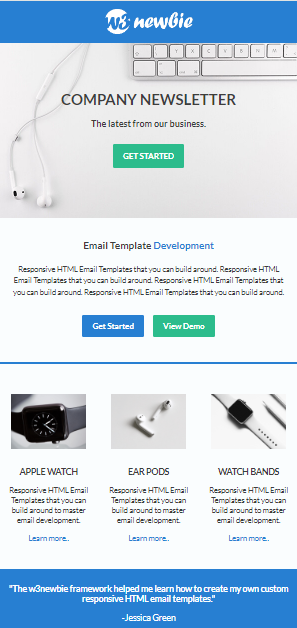 W3 newbie
COMPANY NEWSLETTER
The latest from our business.
GET STARTED
Email Template Development
Responsive HTML Email Templates that you can build around. Responsive HTML
Email Templates that you can build around. Responsive HTML Email Templates that
you can build around. Responsive HTML Email Templates that you can build around.
Get Started
View Demo
APPLE WATCH
Responsive HTML Email
Templates that you can
build around to master
email development.
Learn more..
EAR PODS
Responsive HTML Email
Templates that you can
build around to master
email development.
Learn more..
WATCH BANDS
Responsive HTML Email
Templates that you can
build around to master
email development.
Learn more..
"The w3newbie framework helped me learn how to create my own custom
responsive HTML email templates."
-Jessica Green